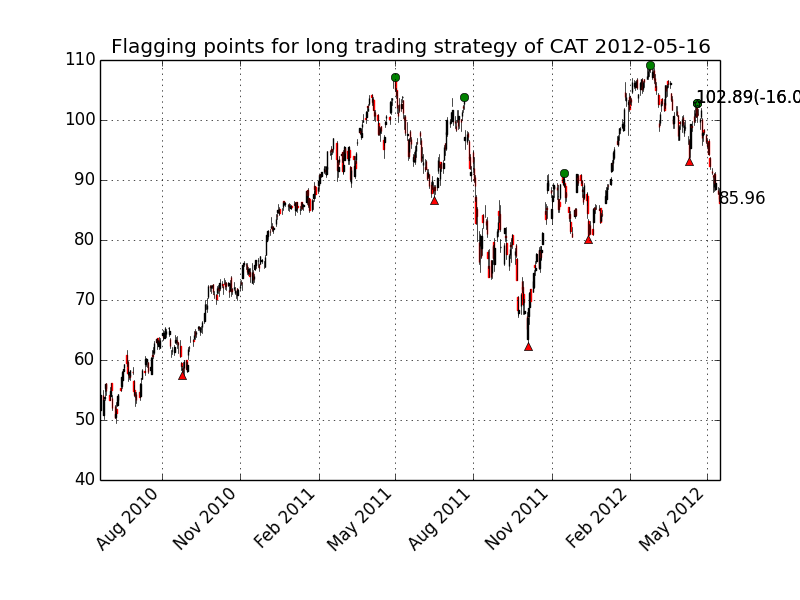 Flagging points for long trading strategy of CAT 2012-05-16
110
100
90
80
70
60
50
40
102.89(-16.0
85.96
Aug 2010
Nov 2010
Feb 2011
May 2011
Aug 2011
Nov 2011
Feb 2012
May 2012